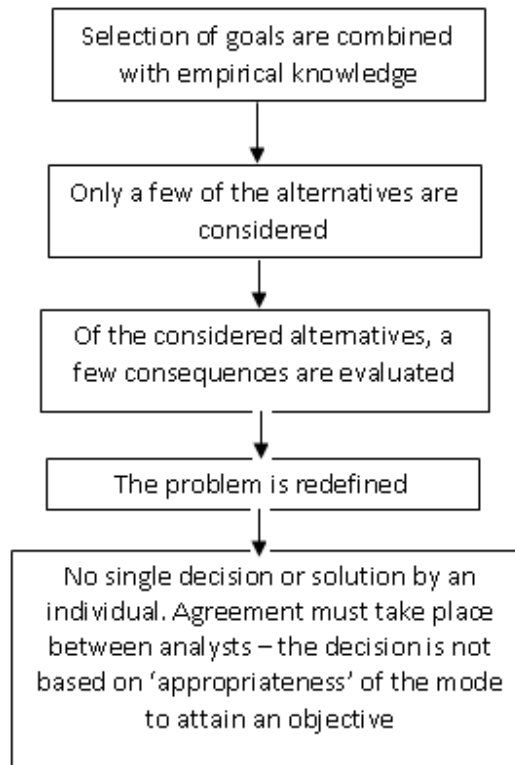 Selection of goals are combined
with empirical knowledge
Only a few of the alternatives are
considered
Of the considered alternatives, a
few consequences are evaluated
The problem is redefined
No single decision or solution by an
individual. Agreement must take place
between analysts – the decision is not
based on ‘appropriateness’ of the mode
to attain an objective